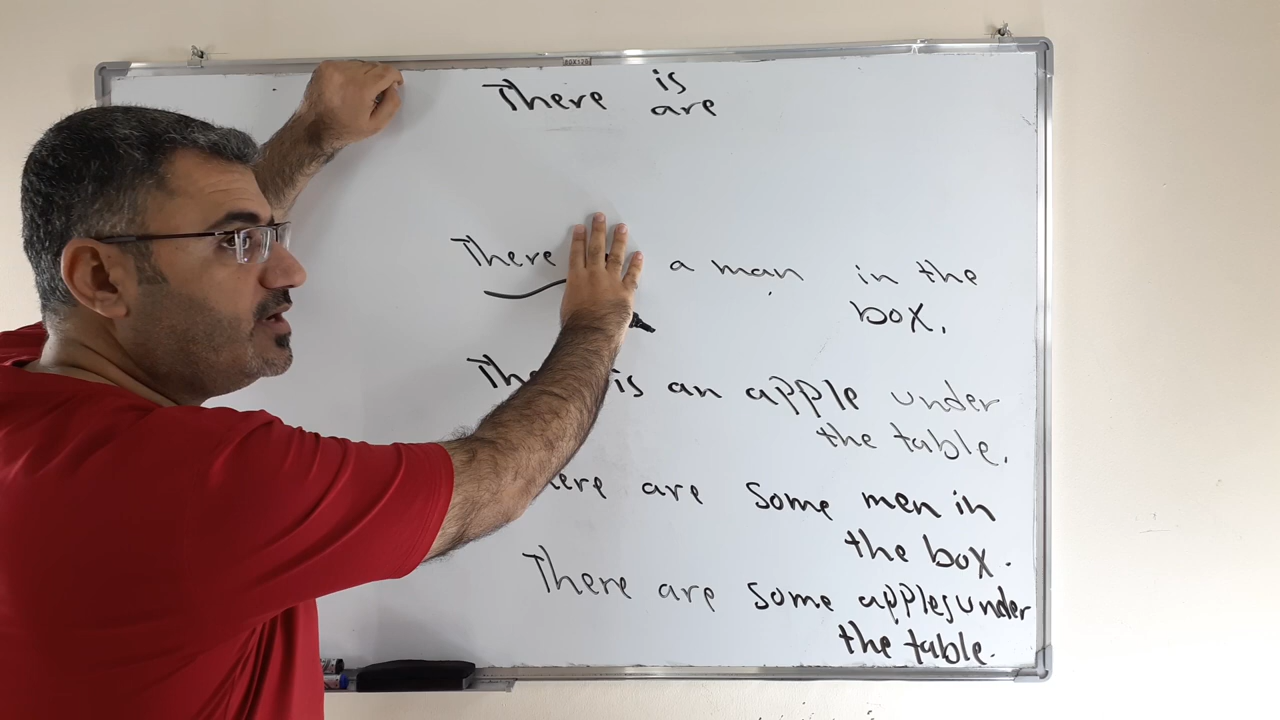 80X120
There is
are
There a man in the
box.
is an apple under
the table.
are some men in
the box.
There are some apples under
the table.